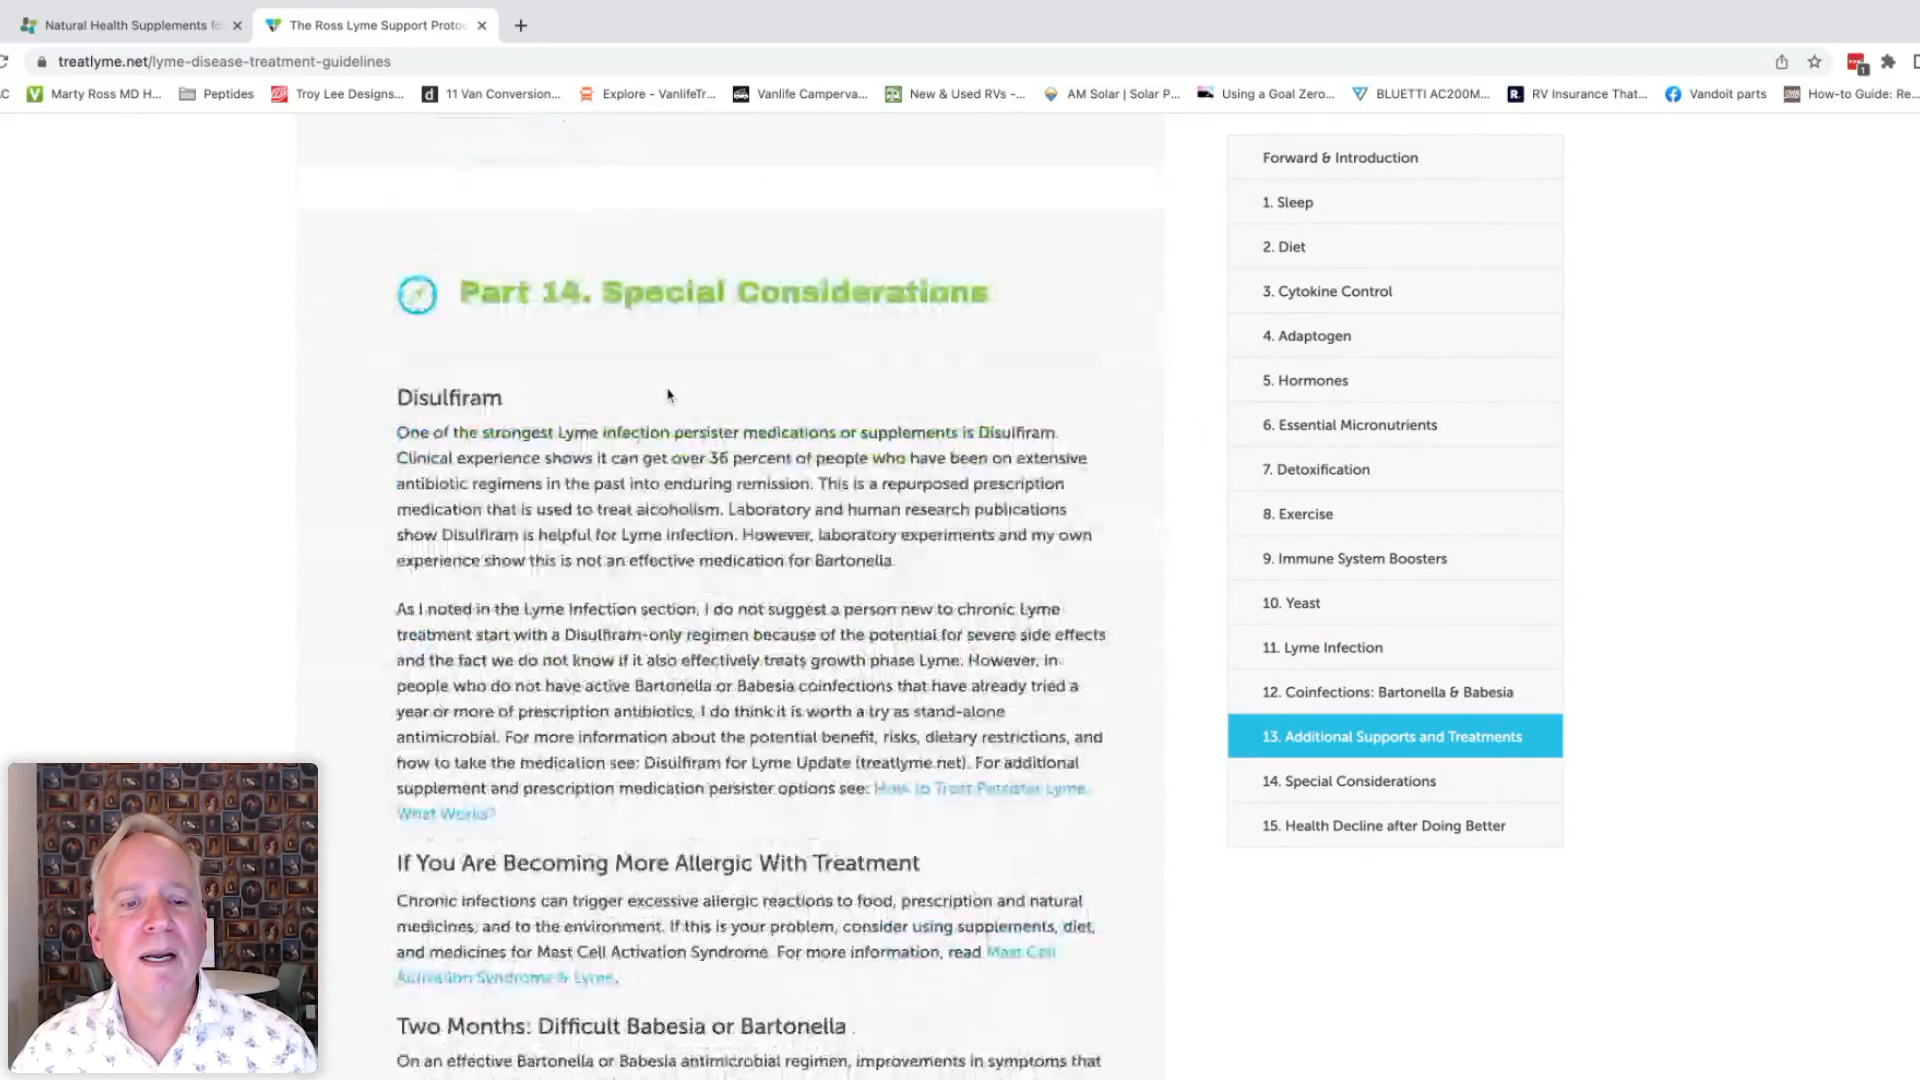 Natural Health Supplements fo
The Ross Lyme Support Protoc
treatlyme.net/lyme-disease-treatment-guidelines
Marty Ross MD H...
Peptides
Troy Lee Designs...
11 Van Conversion...
Explore - VanlifeTr...
Vanlife Camperva...
New & Used RVs -...
AM Solar | Solar P...
Using a Goal Zero...
BLUETTI AC200M...
RV Insurance That...
Vandoit parts
How-to Guide: Re...
Part 14. Special Considerations
Disulfiram
One of the strongest Lyme infection persister medications or supplements is Disulfiram.
Clinical experience shows it can get over 36 percent of people who have been on extensive
antibiotic regimens in the past into enduring remission. This is a repurposed prescription
medication that is used to treat alcoholism. Laboratory and human research publications
show Disulfiram is helpful for Lyme infection. However, laboratory experiments and my own
experience show this is not an effective medication for Bartonella.
As I noted in the Lyme Infection section, I do not suggest a person new to chronic Lyme
treatment start with a Disulfiram-only regimen because of the potential for severe side effects
and the fact we do not know if it also effectively treats growth phase Lyme. However, in
people who do not have active Bartonella or Babesia coinfections that have already tried a
year or more of prescription antibiotics, I do think it is worth a try as stand-alone
antimicrobial. For more information about the potential benefit, risks, dietary restrictions, and
how to take the medication see: Disulfiram for Lyme Update (treatlyme.net). For additional
supplement and prescription medication persister options see: How to Treat Persister Lyme.
What Works?
If You Are Becoming More Allergic With Treatment
Chronic infections can trigger excessive allergic reactions to food, prescription and natural
medicines, and to the environment. If this is your problem, consider using supplements, diet,
and medicines for Mast Cell Activation Syndrome. For more information, read Mast Cell
Activation Syndrome & Lyme.
Two Months: Difficult Babesia or Bartonella
On an effective Bartonella or Babesia antimicrobial regimen, improvements in symptoms that
Forward & Introduction
1. Sleep
2. Diet
3. Cytokine Control
4. Adaptogen
5. Hormones
6. Essential Micronutrients
7. Detoxification
8. Exercise
9. Immune System Boosters
10. Yeast
11. Lyme Infection
12. Coinfections: Bartonella & Babesia
13. Additional Supports and Treatments
14. Special Considerations
15. Health Decline after Doing Better